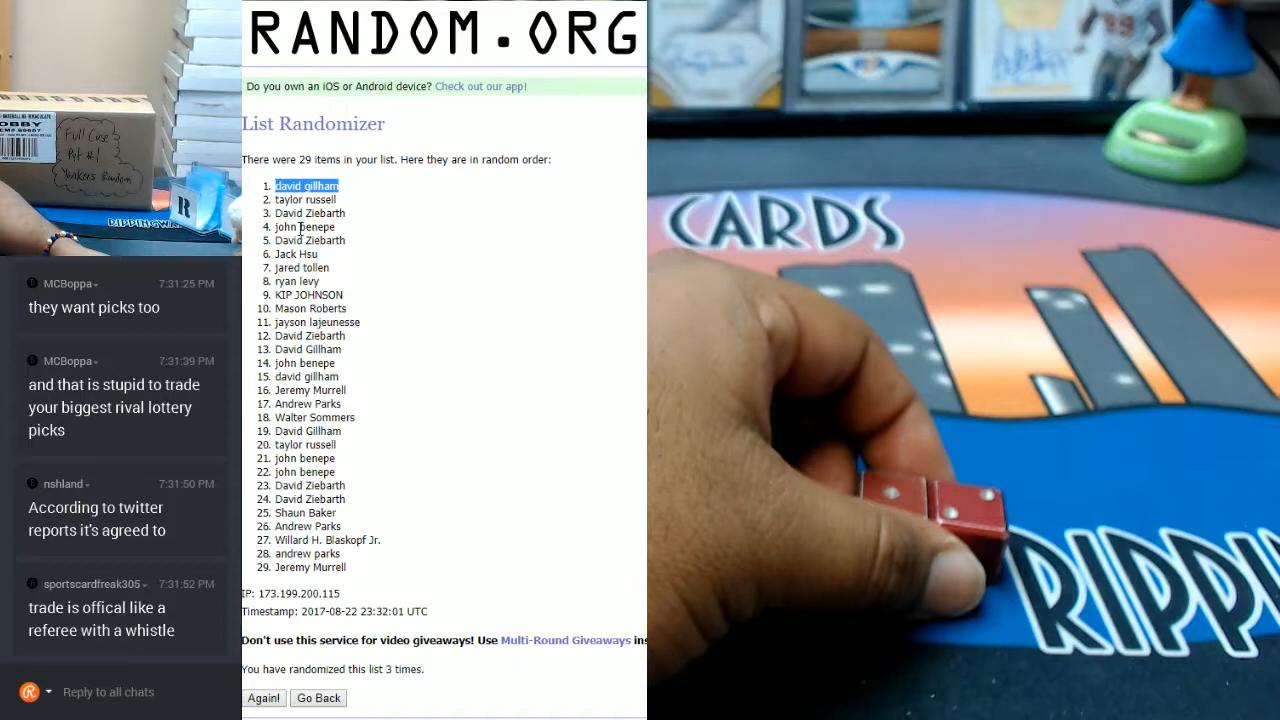 OBBY
Full Case
Pyt #1
Yonkers Random
RIPPINGW
R
MCBoppa
7:31:25 PM
they want picks too
MCBoppa
7:31:39 PM
and that is stupid to trade
your biggest rival lottery
picks
nshland
7:31:50 PM
According to twitter
reports it's agreed to
sportscardfreak305
7:31:52 PM
trade is offical like a
referee with a whistle
Reply to all chats
RANDOM.ORG
Do you own an iOS or Android device? Check out our app!
List Randomizer
There were 29 items in your list. Here they are in random order:
1. david gillham
2. taylor russell
3. David Ziebarth
4. john benepe
5. David Ziebarth
6. Jack Hsu
7. jared tollen
8. ryan levy
9. KIP JOHNSON
10. Mason Roberts
11. jayson lajeunesse
12. David Ziebarth
13. David Gillham
14. john benepe
15. david gillham
16. Jeremy Murrell
17. Andrew Parks
18. Walter Sommers
19. David Gillham
20. taylor russell
21. john benepe
22. john benepe
23. David Ziebarth
24. David Ziebarth
25. Shaun Baker
26. Andrew Parks
27. Willard H. Blaskopf Jr.
28. andrew parks
29. Jeremy Murrell
IP: 173.199.200.115
Timestamp: 2017-08-22 23:32:01 UTC
Don't use this service for video giveaways! Use Multi-Round Giveaways ins
You have randomized this list 3 times.
Again! Go Back
CARDS
RIPPI